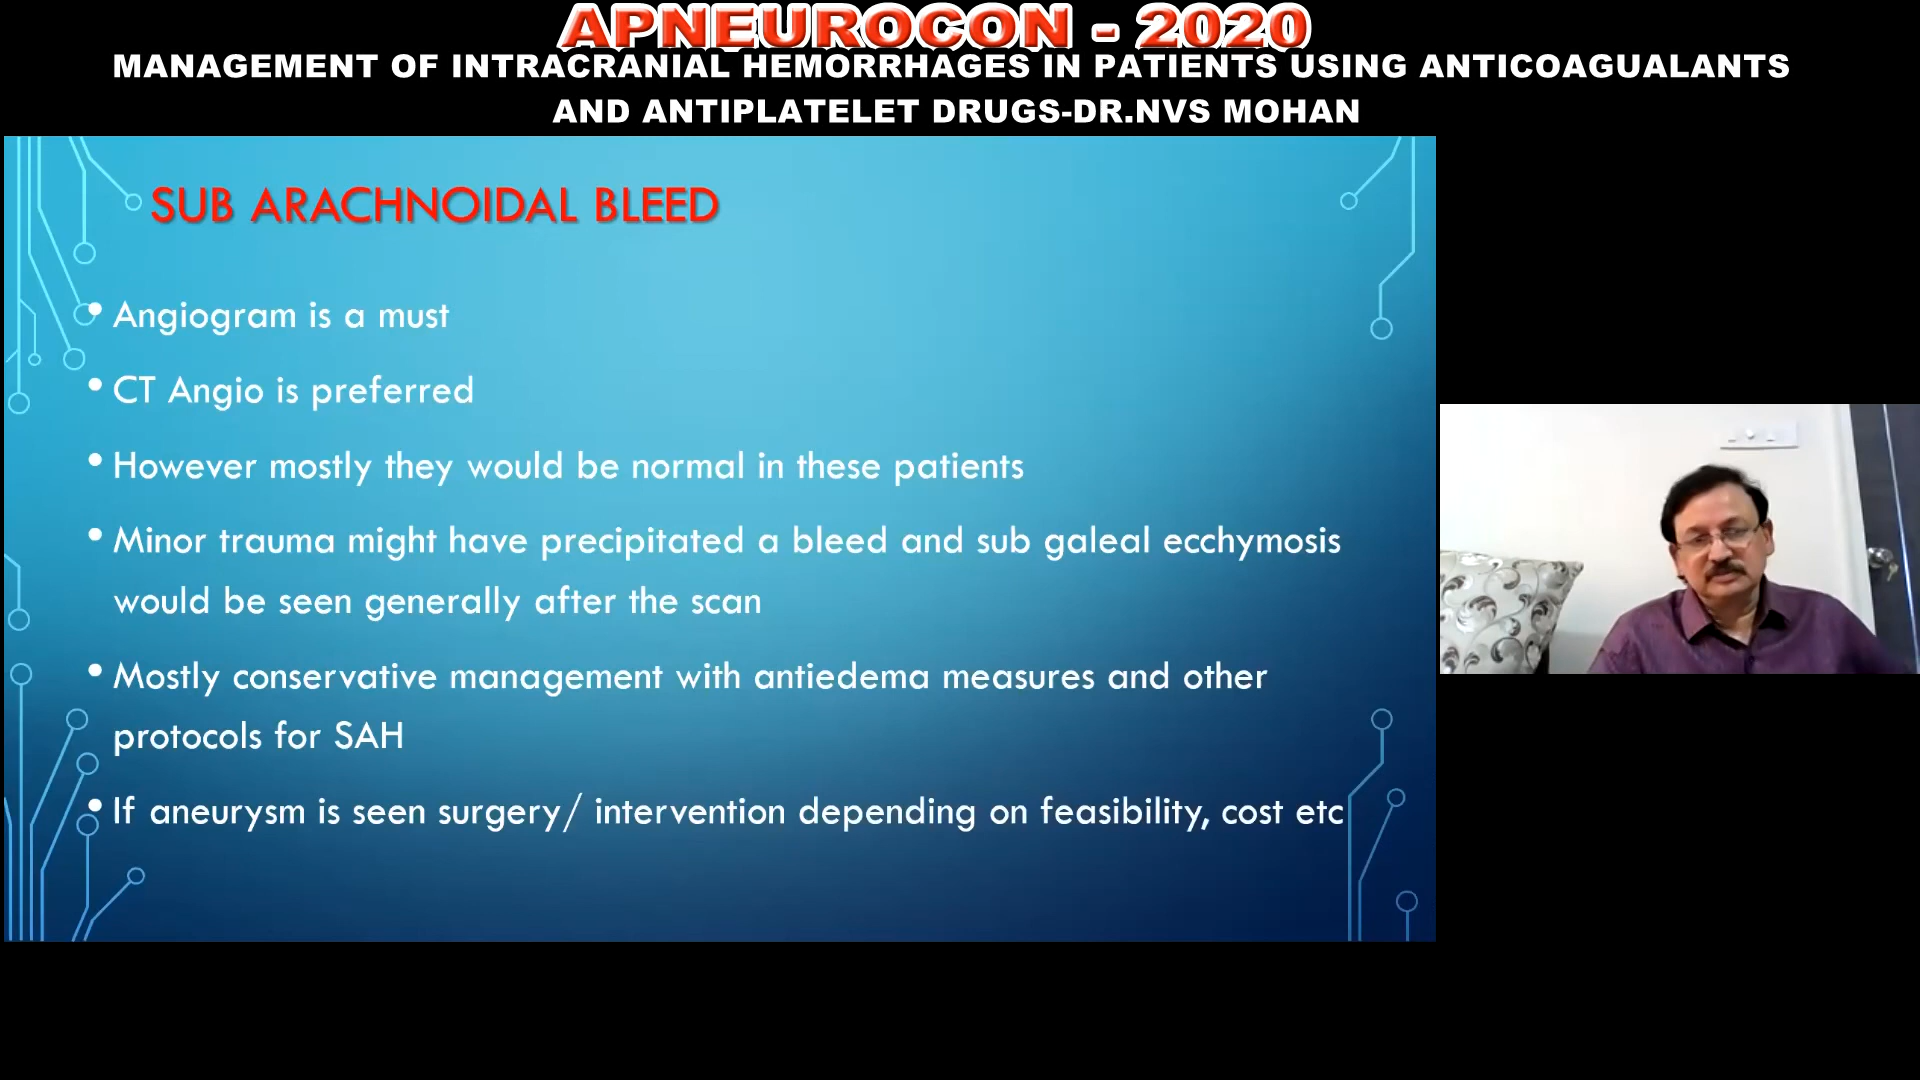 APNEUROCON - 2020
MANAGEMENT OF INTRACRANIAL HEMORRHAGES IN PATIENTS USING ANTICOAGUALANTS
AND ANTIPLATELET DRUGS-DR.NVS MOHAN
SUB ARACHNOIDAL BLEED
• Angiogram is a must
• CT Angio is preferred
• However mostly they would be normal in these patients
• Minor trauma might have precipitated a bleed and sub galeal ecchymosis
would be seen generally after the scan
• Mostly conservative management with antiedema measures and other
protocols for SAH
• If aneurysm is seen surgery/ intervention depending on feasibility, cost etc